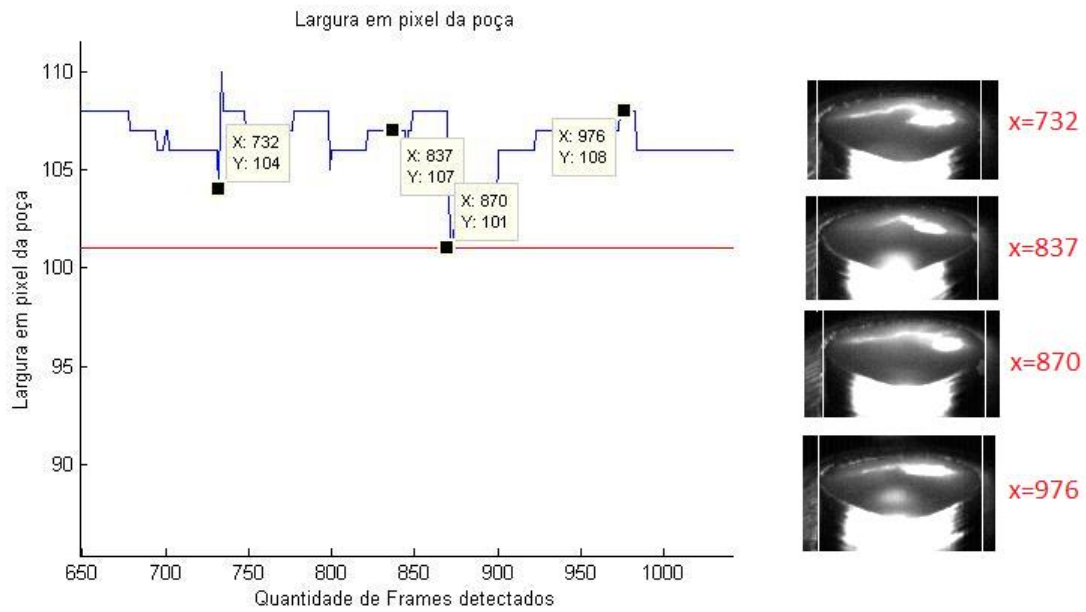 Largura em pixel da poça
Largura em pixel da poça
110
105
100
95
90
X: 732
Y: 104
X: 837
Y: 107
X: 870
Y: 101
X: 976
Y: 108
650 700 750 800 850 900 950 1000
Quantidade de Frames detectados
x=732
x=837
x=870
x=976